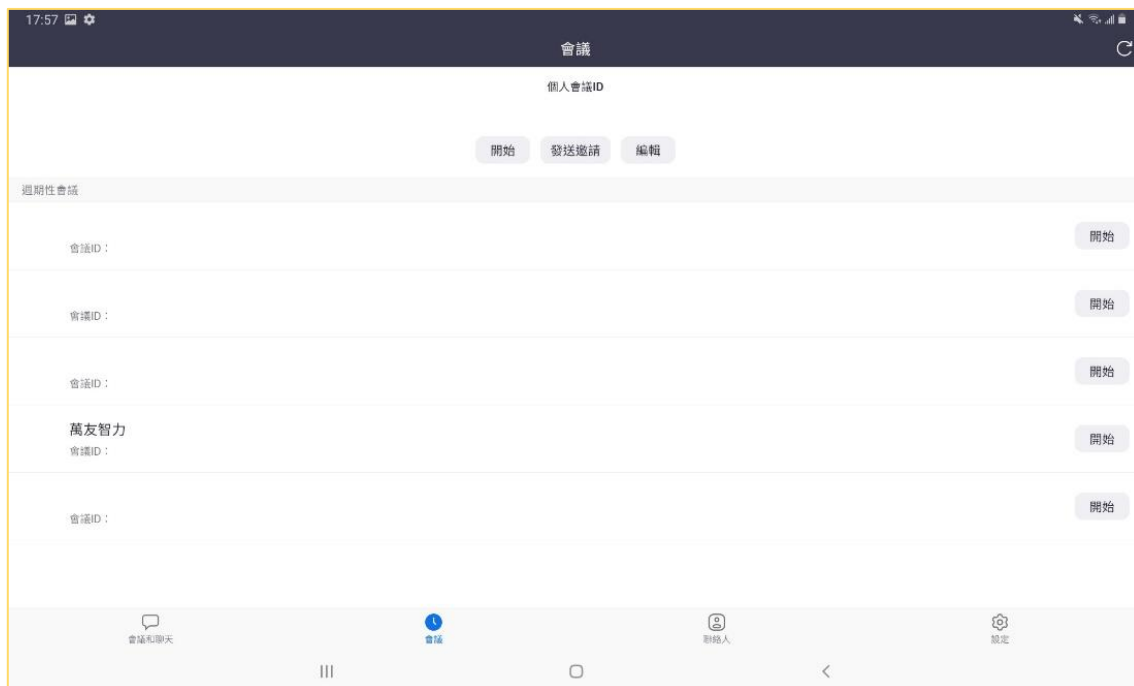 17:57
會議
個人會議ID
開始 發送邀請 編輯
週期性會議
會議ID：
開始
會議ID：
開始
會議ID：
開始
萬友智力
會議ID：
開始
會議ID：
開始
會議和聊天 會議 聯絡人 設定